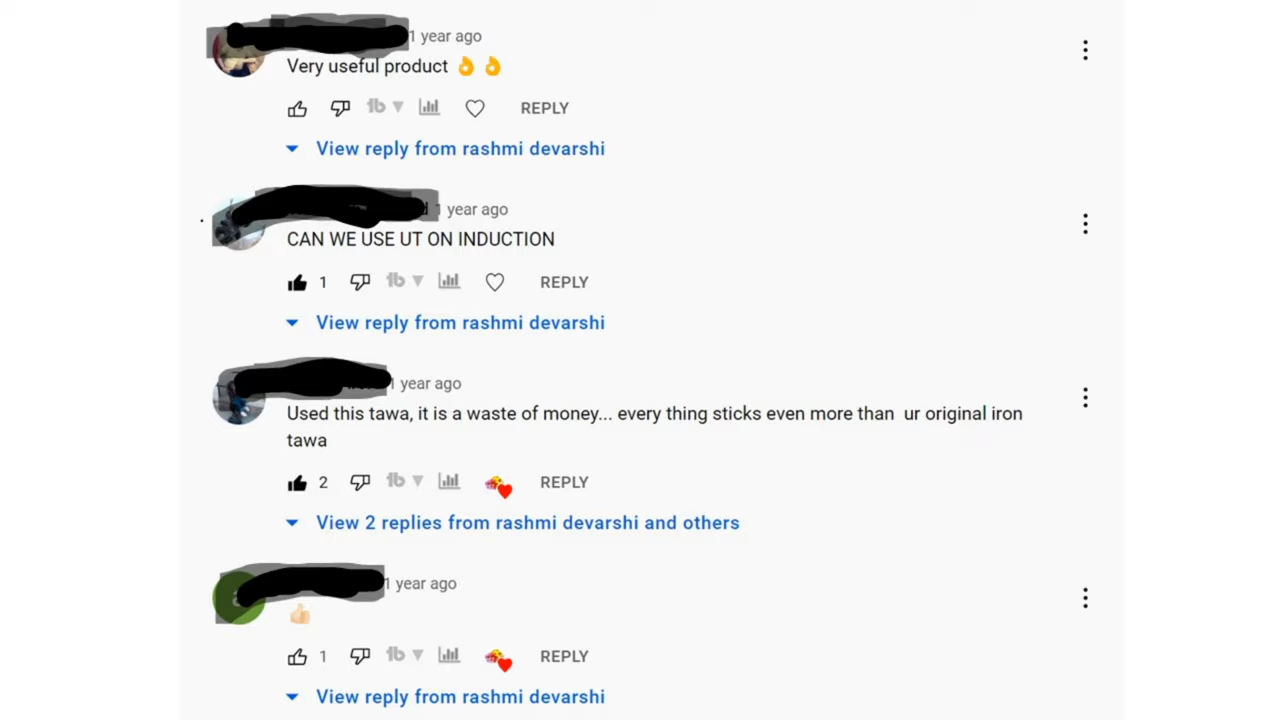 1 year ago
Very useful product 👌 👌
REPLY
View reply from rashmi devarshi
1 year ago
CAN WE USE UT ON INDUCTION
1 REPLY
View reply from rashmi devarshi
1 year ago
Used this tawa, it is a waste of money... every thing sticks even more than ur original iron
tawa
2 REPLY
View 2 replies from rashmi devarshi and others
1 year ago
👍🏻
1 REPLY
View reply from rashmi devarshi